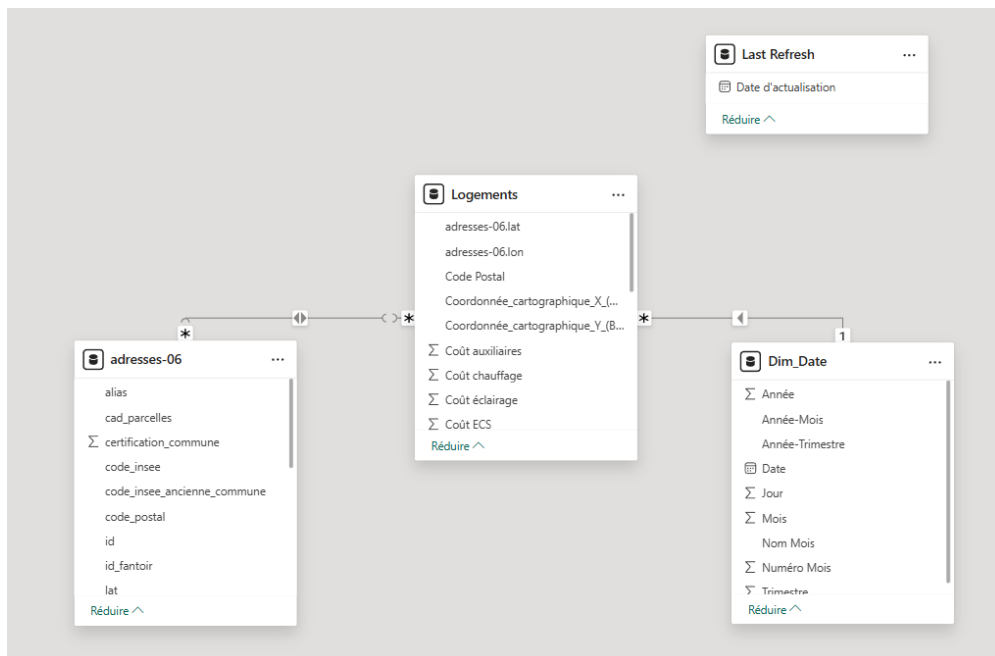 Last Refresh
Date d'actualisation
Réduire
Logements
adresses-06.lat
adresses-06.lon
Code Postal
Coordonnée_cartographique_X_(...
Coordonnée_cartographique_Y_(B...
Coût auxiliaires
Coût chauffage
Coût éclairage
Coût ECS
Réduire
adresses-06
alias
cad_parcelles
certification_commune
code_insee
code_insee_ancienne_commune
code_postal
id
id_fantoir
lat
Réduire
1
Dim_Date
Année
Année-Mois
Année-Trimestre
Date
Jour
Mois
Nom Mois
Numéro Mois
Trimestre
Réduire